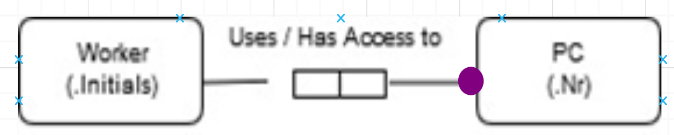 Worker
(.Initials)
Uses / Has Access to
PC
(.Nr)